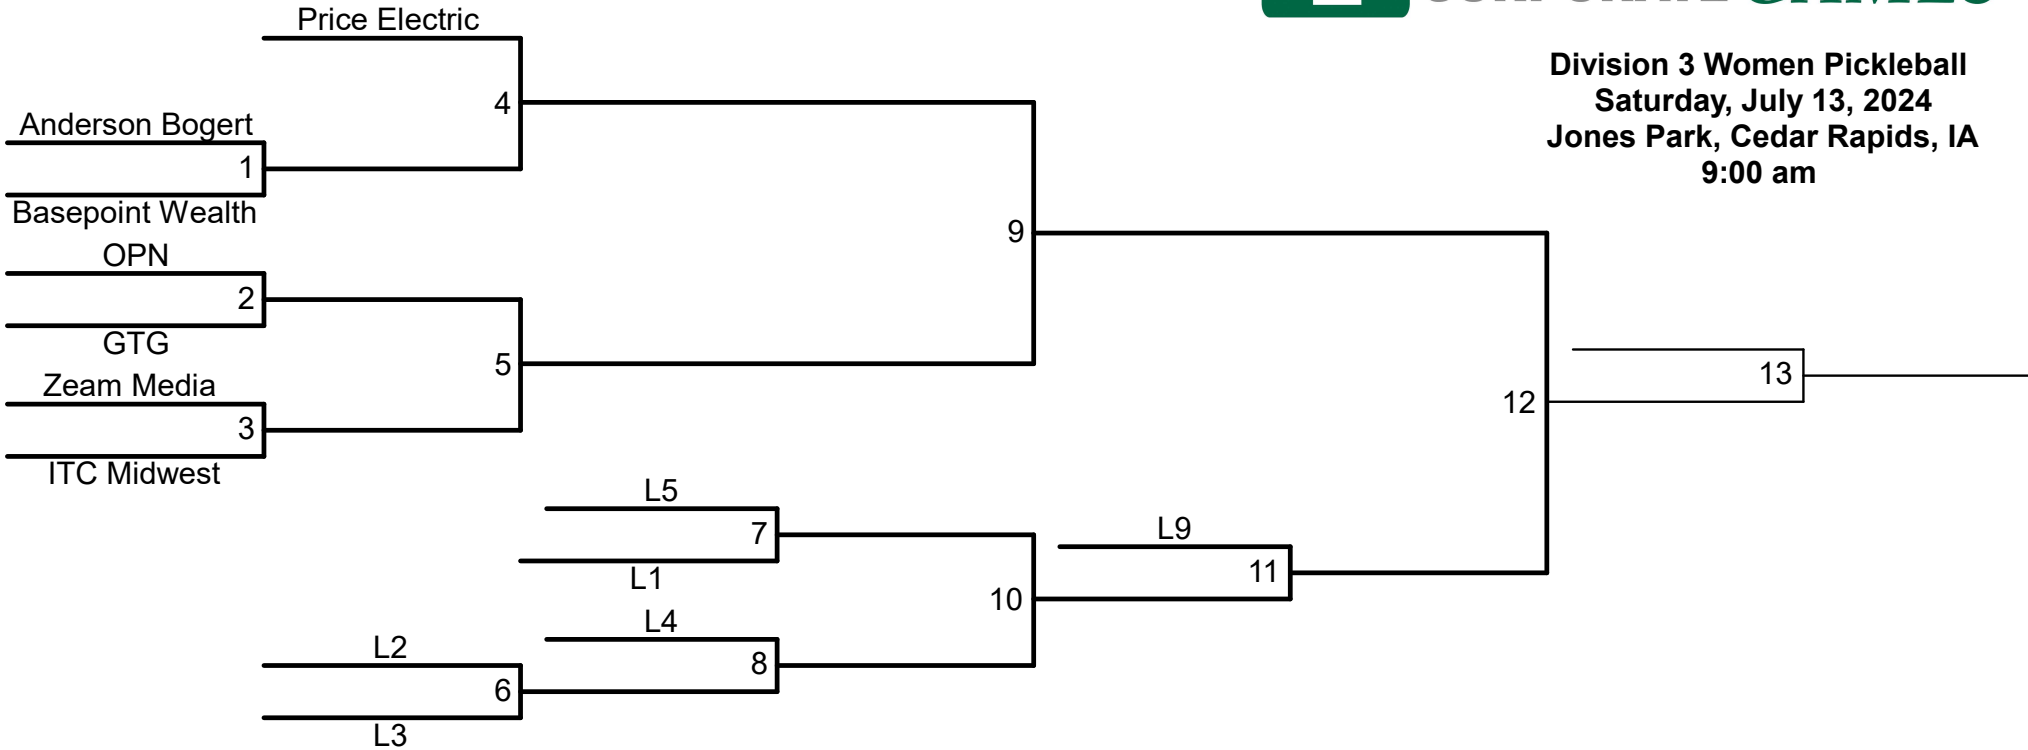 Price Electric
Division 3 Women Pickleball
Saturday, July 13, 2024
Jones Park, Cedar Rapids, IA
9:00 am
4
Anderson Bogert
1
Basepoint Wealth
9
OPN
2
GTG
5
13
Zeam Media
12
3
ITC Midwest
L5
7
L9
L1
11
10
L4
L2
8
6
L3